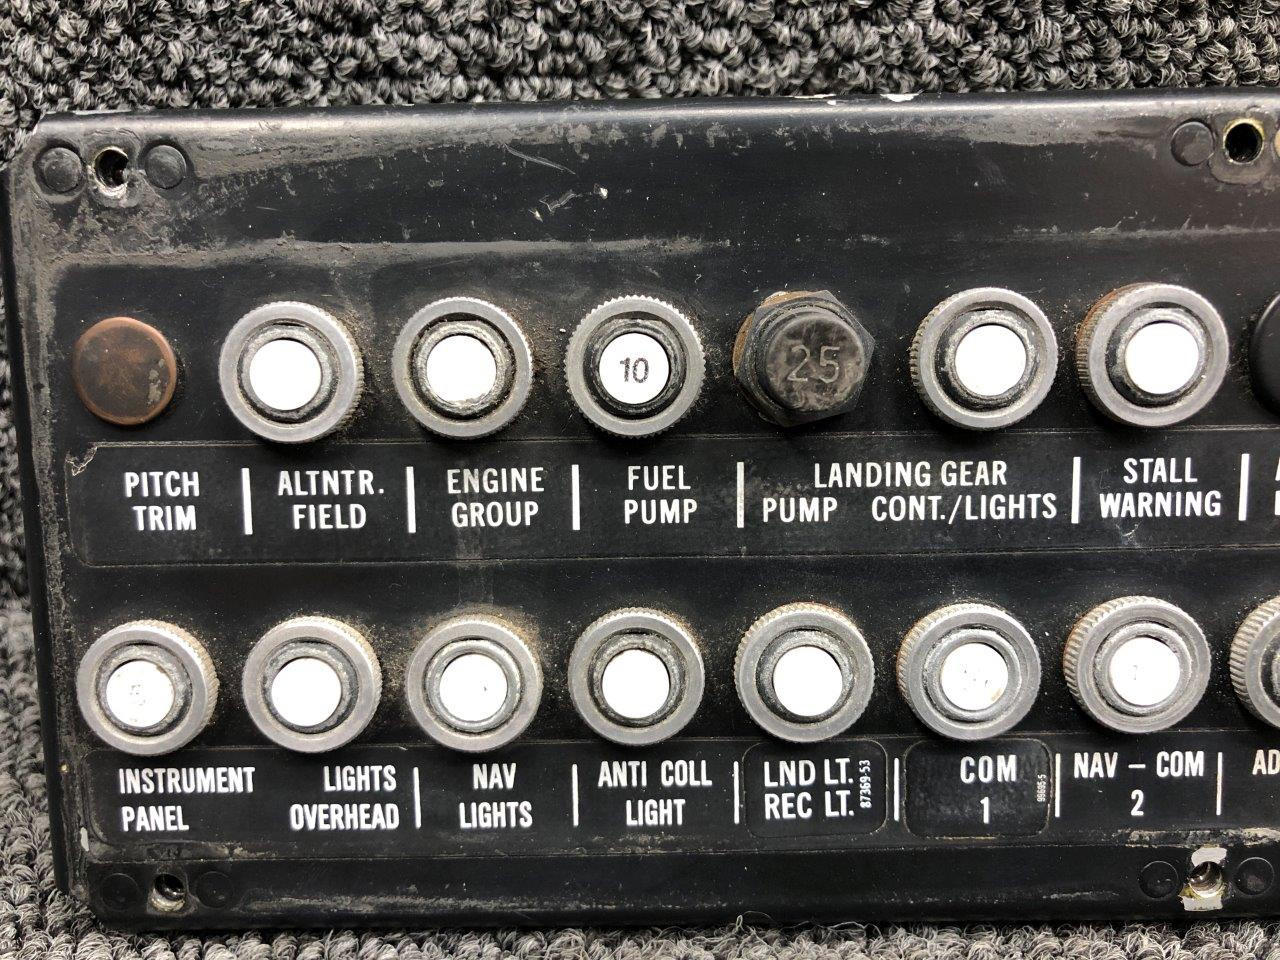 10
25
PITCH TRIM
ALTNTR. FIELD
ENGINE GROUP
FUEL PUMP
LANDING GEAR
PUMP CONT./LIGHTS
STALL WARNING
INSTRUMENT PANEL
LIGHTS OVERHEAD
NAV LIGHTS
ANTI COLL LIGHT
LND LT.
REC LT.
87369-53
COM 1
NAV - COM 2
AD